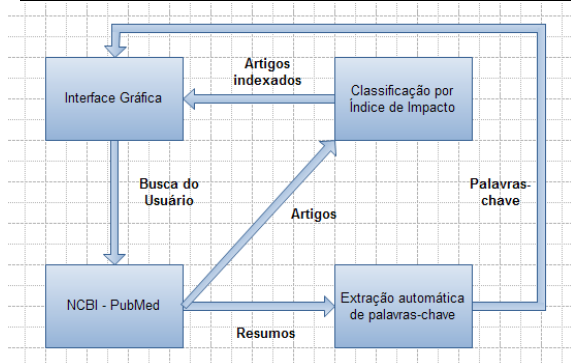 Artigos
indexados
Interface Gráfica
Classificação por
Índice de Impacto
Busca do
Usuário
Palavras-
chave
Artigos
NCBI - PubMed
Extração automática
de palavras-chave
Resumos